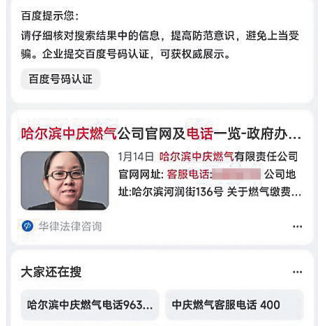 百度提示您：
请仔细核对搜索结果中的信息，提高防范意识，避免上当受
骗。企业提交百度号码认证，可获权威展示。
百度号码认证
哈尔滨中庆燃气公司官网及电话一览-政府办...
1月14日 哈尔滨中庆燃气有限责任公司
官网网址: 客服电话: 公司地
址:哈尔滨河润街136号 关于燃气缴费...
华律法律咨询
大家还在搜
哈尔滨中庆燃气电话963...
中庆燃气客服电话 400